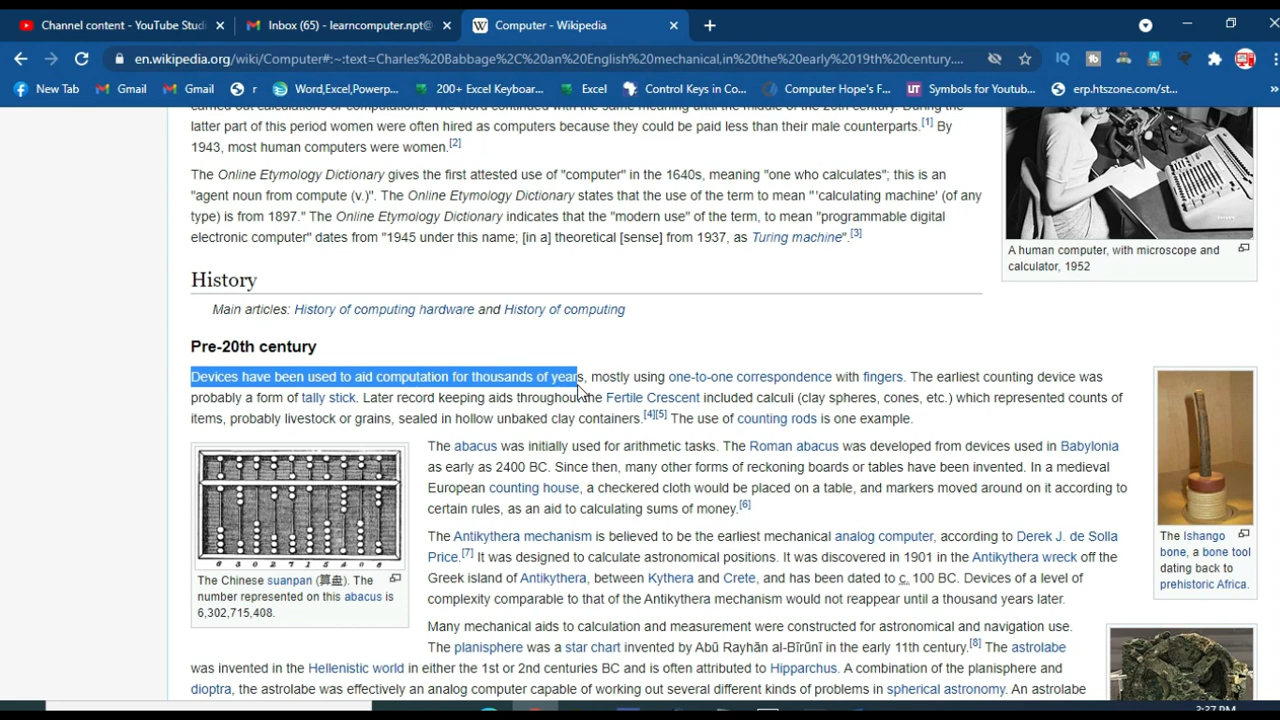 Channel content - YouTube Studi
Inbox (65) - learncomputer.npt@
Computer - Wikipedia
en.wikipedia.org/wiki/Computer#:~:text=Charles%20Babbage%2C%20an%20English%20mechanical,in%20the%20early%2019th%20century....
New Tab
Gmail
Gmail
r
Word,Excel,Powerp...
200+ Excel Keyboar...
Excel
Control Keys in Co...
Computer Hope's F...
Symbols for Youtub...
erp.htszone.com/st...
latter part of this period women were often hired as computers because they could be paid less than their male counterparts.[1] By
1943, most human computers were women.[2]
The Online Etymology Dictionary gives the first attested use of "computer" in the 1640s, meaning "one who calculates"; this is an
"agent noun from compute (v.)". The Online Etymology Dictionary states that the use of the term to mean "'calculating machine' (of any
type) is from 1897." The Online Etymology Dictionary indicates that the "modern use" of the term, to mean "programmable digital
electronic computer" dates from "1945 under this name; [in a] theoretical [sense] from 1937, as Turing machine".[3]
A human computer, with microscope and
calculator, 1952
History
Main articles: History of computing hardware and History of computing
Pre-20th century
Devices have been used to aid computation for thousands of years, mostly using one-to-one correspondence with fingers. The earliest counting device was
probably a form of tally stick. Later record keeping aids throughout the Fertile Crescent included calculi (clay spheres, cones, etc.) which represented counts of
items, probably livestock or grains, sealed in hollow unbaked clay containers.[4][5] The use of counting rods is one example.
The abacus was initially used for arithmetic tasks. The Roman abacus was developed from devices used in Babylonia
as early as 2400 BC. Since then, many other forms of reckoning boards or tables have been invented. In a medieval
European counting house, a checkered cloth would be placed on a table, and markers moved around on it according to
certain rules, as an aid to calculating sums of money.[6]
The Chinese suanpan (算盘). The
number represented on this abacus is
6,302,715,408.
The Ishango
bone, a bone tool
dating back to
prehistoric Africa.
The Antikythera mechanism is believed to be the earliest mechanical analog computer, according to Derek J. de Solla
Price.[7] It was designed to calculate astronomical positions. It was discovered in 1901 in the Antikythera wreck off the
Greek island of Antikythera, between Kythera and Crete, and has been dated to c. 100 BC. Devices of a level of
complexity comparable to that of the Antikythera mechanism would not reappear until a thousand years later.
Many mechanical aids to calculation and measurement were constructed for astronomical and navigation use.
The planisphere was a star chart invented by Abū Rayhān al-Bīrūnī in the early 11th century.[8] The astrolabe
was invented in the Hellenistic world in either the 1st or 2nd centuries BC and is often attributed to Hipparchus. A combination of the planisphere and
dioptra, the astrolabe was effectively an analog computer capable of working out several different kinds of problems in spherical astronomy. An astrolabe